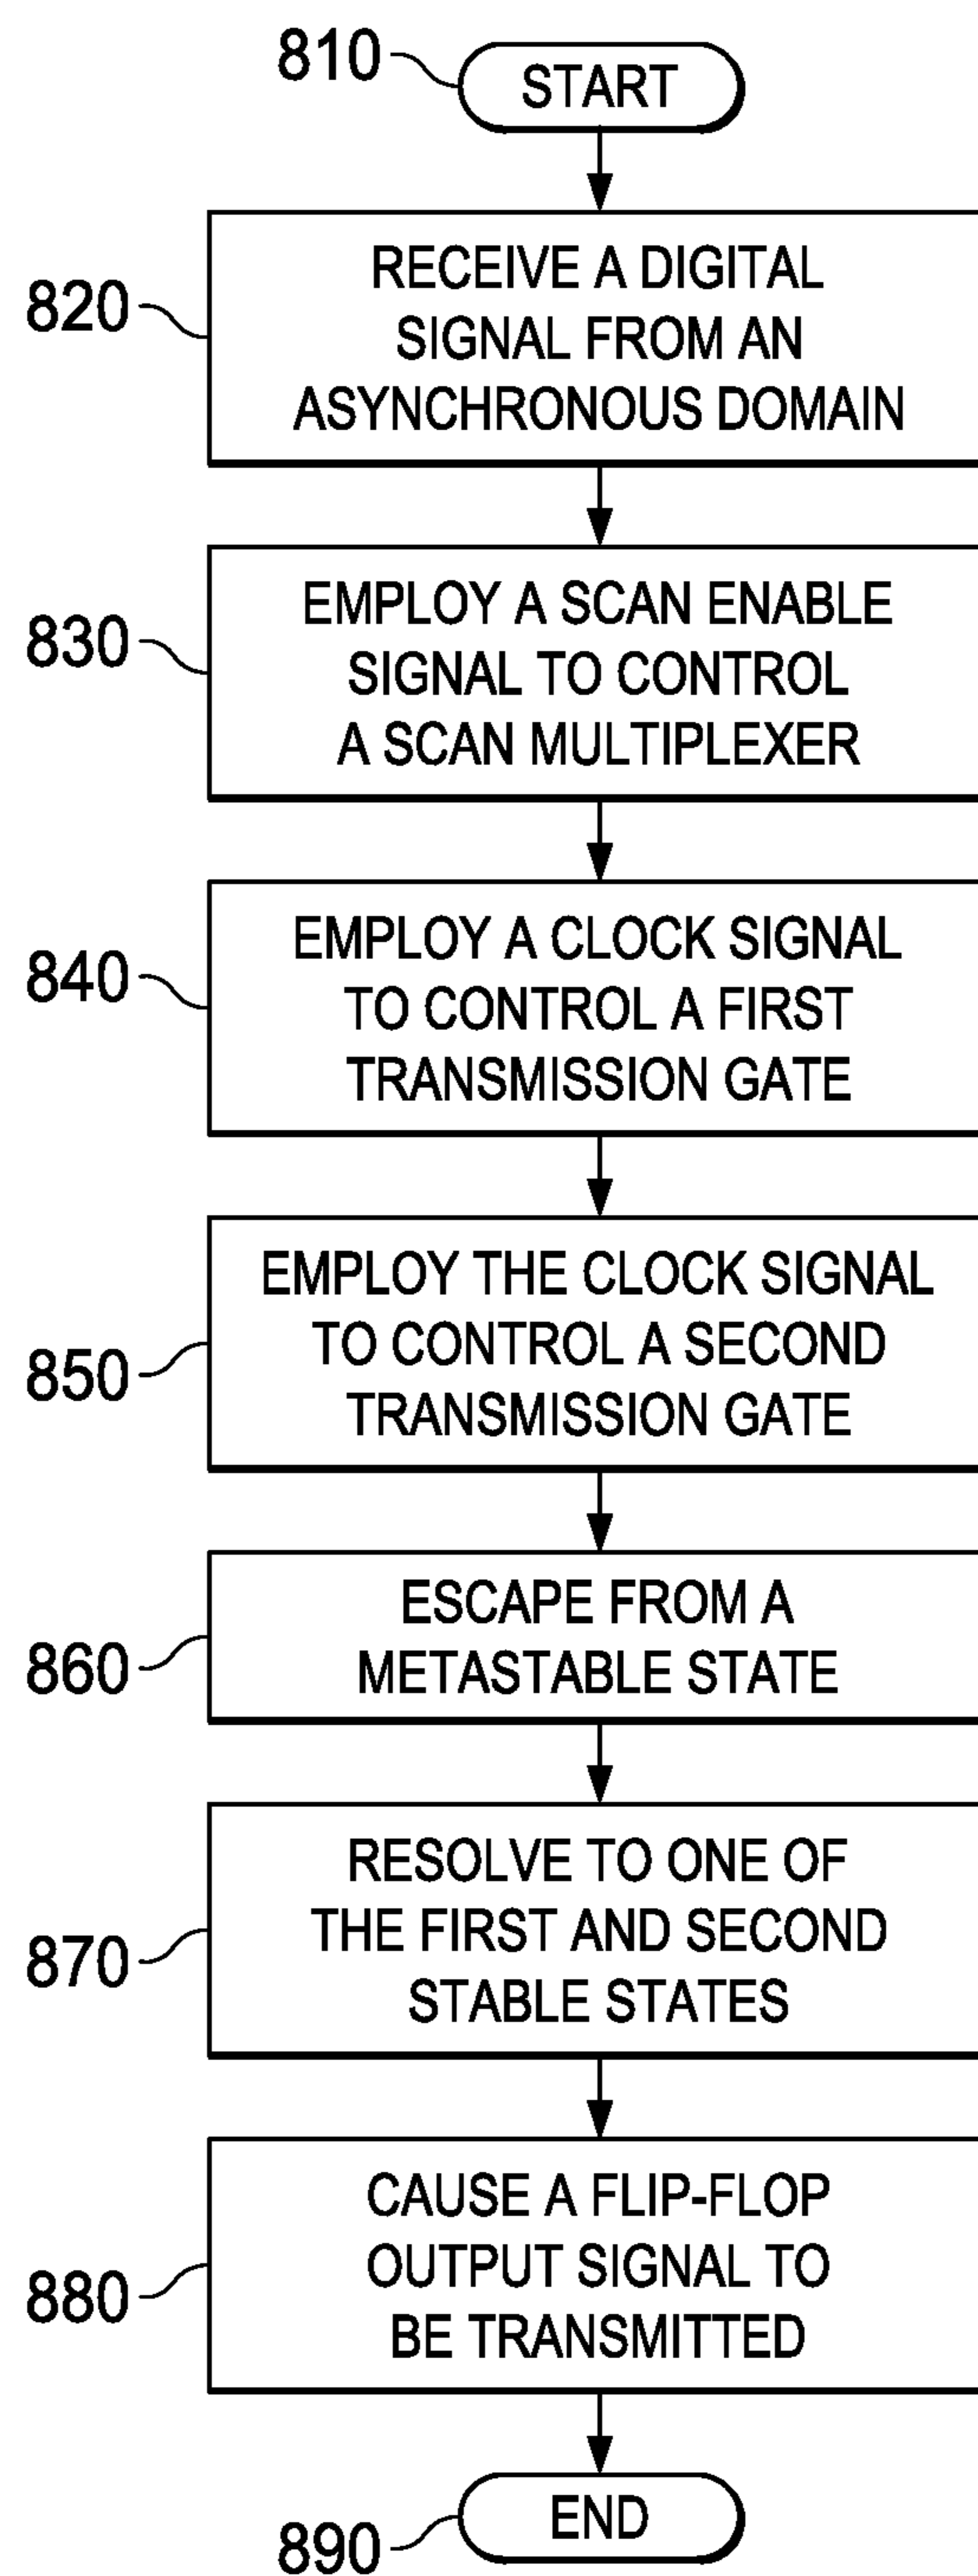 810
START
820
RECEIVE A DIGITAL
SIGNAL FROM AN
ASYNCHRONOUS DOMAIN
830
EMPLOY A SCAN ENABLE
SIGNAL TO CONTROL
A SCAN MULTIPLEXER
840
EMPLOY A CLOCK SIGNAL
TO CONTROL A FIRST
TRANSMISSION GATE
850
EMPLOY THE CLOCK SIGNAL
TO CONTROL A SECOND
TRANSMISSION GATE
860
ESCAPE FROM A
METASTABLE STATE
870
RESOLVE TO ONE OF
THE FIRST AND SECOND
STABLE STATES
880
CAUSE A FLIP-FLOP
OUTPUT SIGNAL TO
BE TRANSMITTED
890
END